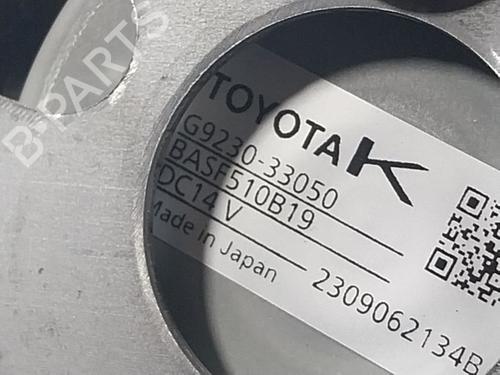 B-PARTS
TOYOTA K
G9230-33050
BASF510B19
DC14 V
Made in Japan
2309062134B